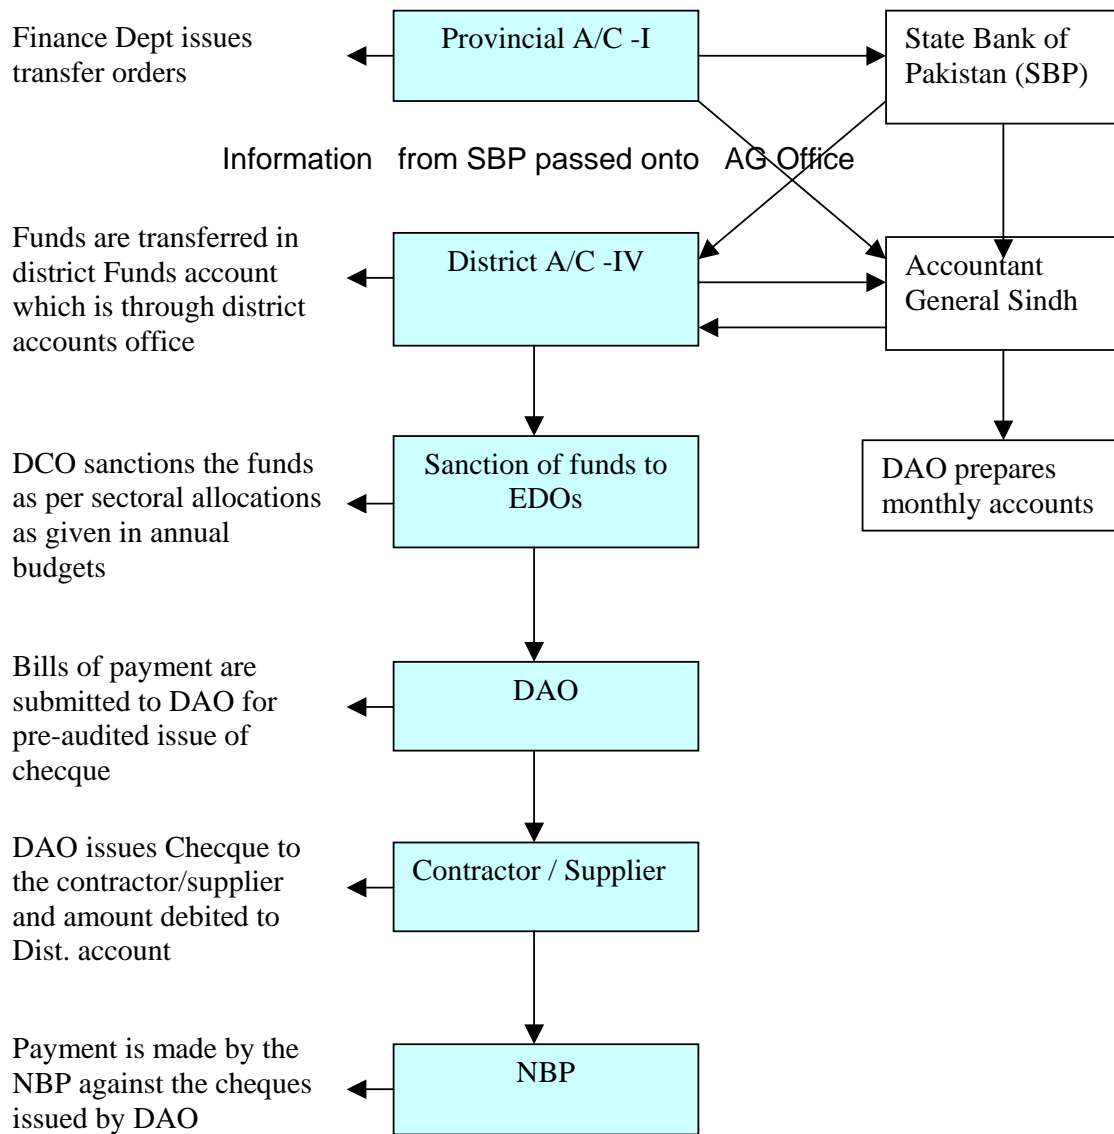 Finance Dept issues
transfer orders
Provincial A/C -I
State Bank of
Pakistan (SBP)
Information from SBP passed onto AG Office
Funds are transferred in
district Funds account
which is through district
accounts office
District A/C -IV
Accountant
General Sindh
DCO sanctions the funds
as per sectoral allocations
as given in annual
budgets
Sanction of funds to
EDOs
DAO prepares
monthly accounts
Bills of payment are
submitted to DAO for
pre-audited issue of
checque
DAO
DAO issues Checque to
the contractor/supplier
and amount debited to
Dist. account
Contractor / Supplier
Payment is made by the
NBP against the cheques
issued by DAO
NBP